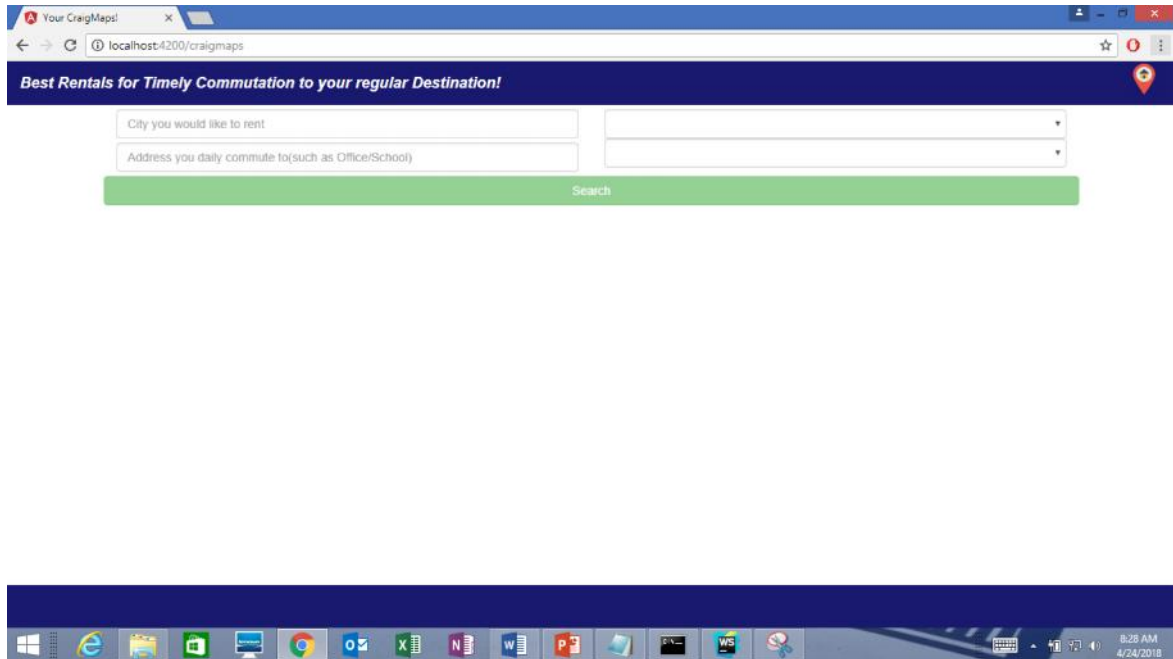 Your CraigMaps!
localhost:4200/craigmaps
Best Rentals for Timely Commutation to your regular Destination!
City you would like to rent
Address you daily commute to(such as Office/School)
Search
8:28 AM
4/24/2018